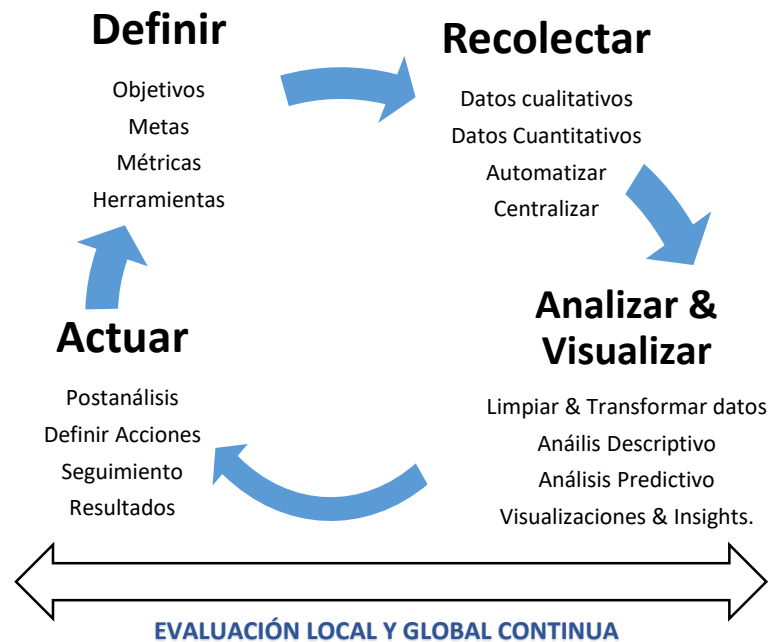 Definir
Objetivos
Metas
Métricas
Herramientas
Recolectar
Datos cualitativos
Datos Cuantitativos
Automatizar
Centralizar
Analizar &
Visualizar
Limpiar & Transformar datos
Anáilis Descriptivo
Análisis Predictivo
Visualizaciones & Insights.
Actuar
Postanálisis
Definir Acciones
Seguimiento
Resultados
EVALUACIÓN LOCAL Y GLOBAL CONTINUA